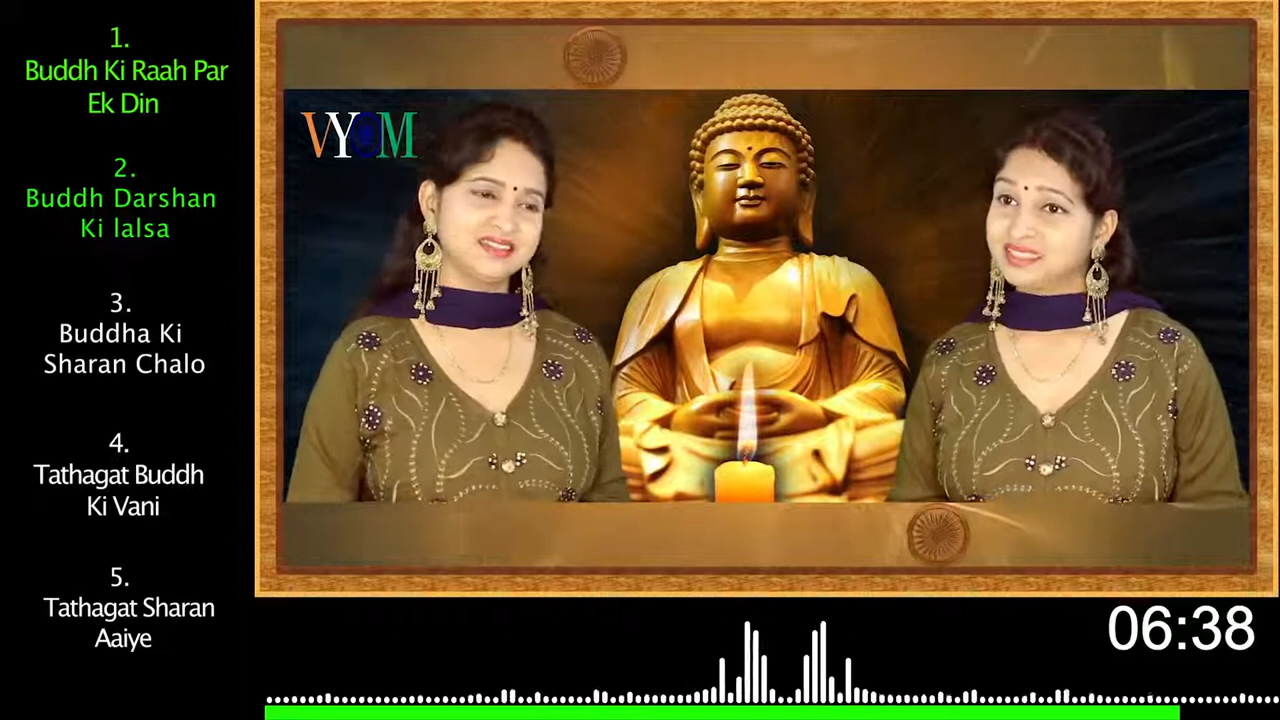 1.
Buddh Ki Raah Par
Ek Din
2.
Buddh Darshan
Ki lalsa
3.
Buddha Ki
Sharan Chalo
4.
Tathagat Buddh
Ki Vani
5.
Tathagat Sharan
Aaiye
VYOM
06:38